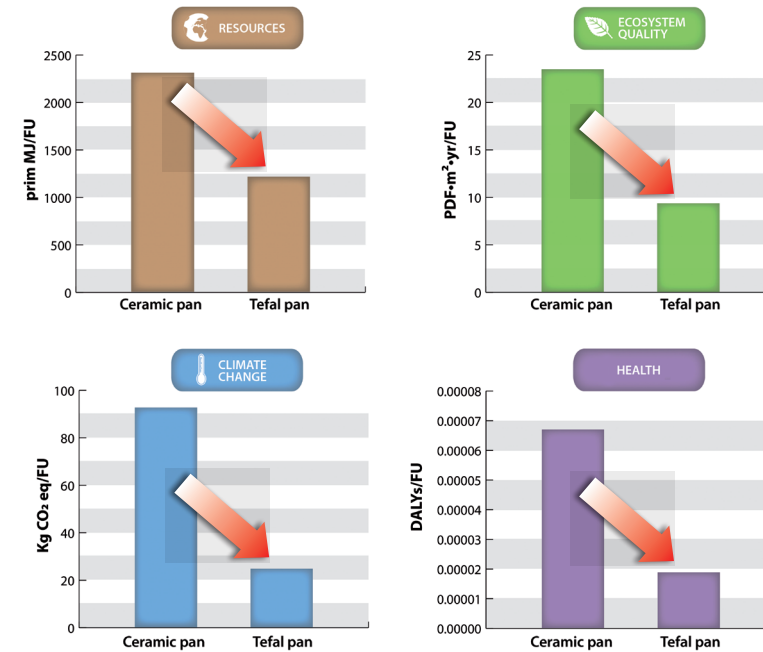 RESOURCES
2500
2000
1500
1000
500
0
prim MJ/FU
Ceramic pan Tefal pan
ECOSYSTEM
QUALITY
25
20
15
10
5
0
PDF•m²•yr/FU
Ceramic pan Tefal pan
CLIMATE
CHANGE
100
80
60
40
20
0
Kg CO₂ eq/FU
Ceramic pan Tefal pan
HEALTH
0.00008
0.00007
0.00006
0.00005
0.00004
0.00003
0.00002
0.00001
0.00000
DALYs/FU
Ceramic pan Tefal pan